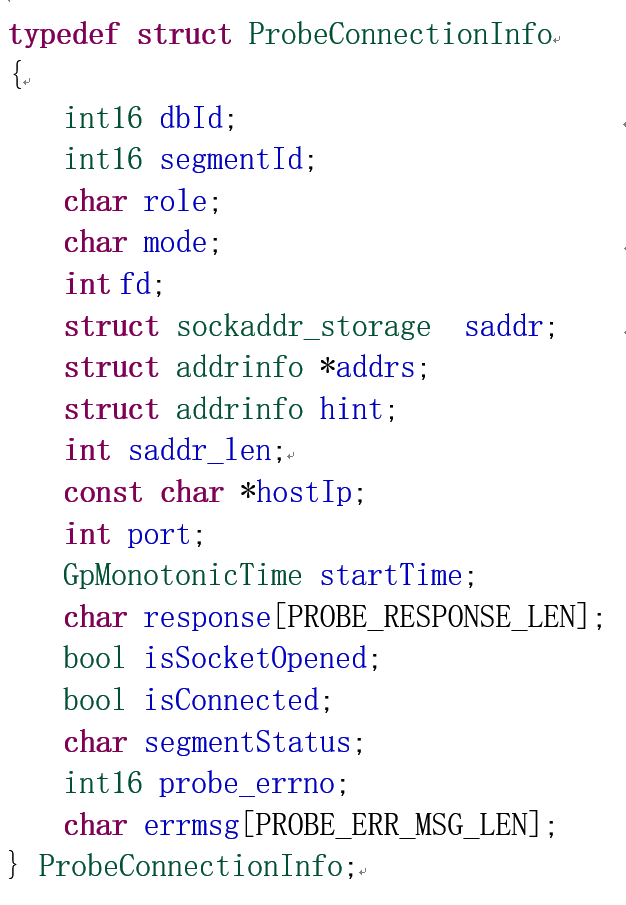 typedef struct ProbeConnectionInfo
{
    int16 dbId;
    int16 segmentId;
    char role;
    char mode;
    int fd;
    struct sockaddr_storage  saddr;
    struct addrinfo *addrs;
    struct addrinfo hint;
    int saddr_len;
    const char *hostIp;
    int port;
    GpMonotonicTime startTime;
    char response[PROBE_RESPONSE_LEN];
    bool isSocketOpened;
    bool isConnected;
    char segmentStatus;
    int16 probe_errno;
    char errmsg[PROBE_ERR_MSG_LEN];
} ProbeConnectionInfo;